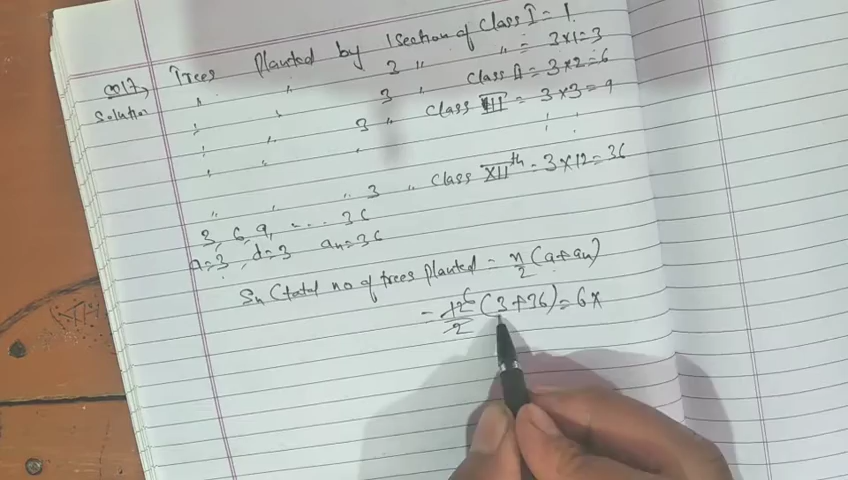 Q17,
Solution
Trees Planted by 1 Section of Class I = 1
" " 3 " " = 3×1=3
" " 3 " Class A = 3×2=6
" " 3 " Class III = 3×3=9
" " " : :
" " " 3 " Class XIIth = 3×12=36
3, 6, 9, ..... 36
a=3, d=3 an=36
Sn (total no of trees planted = n/2 (a+an)
= 12 6/2 (3+36)=6×